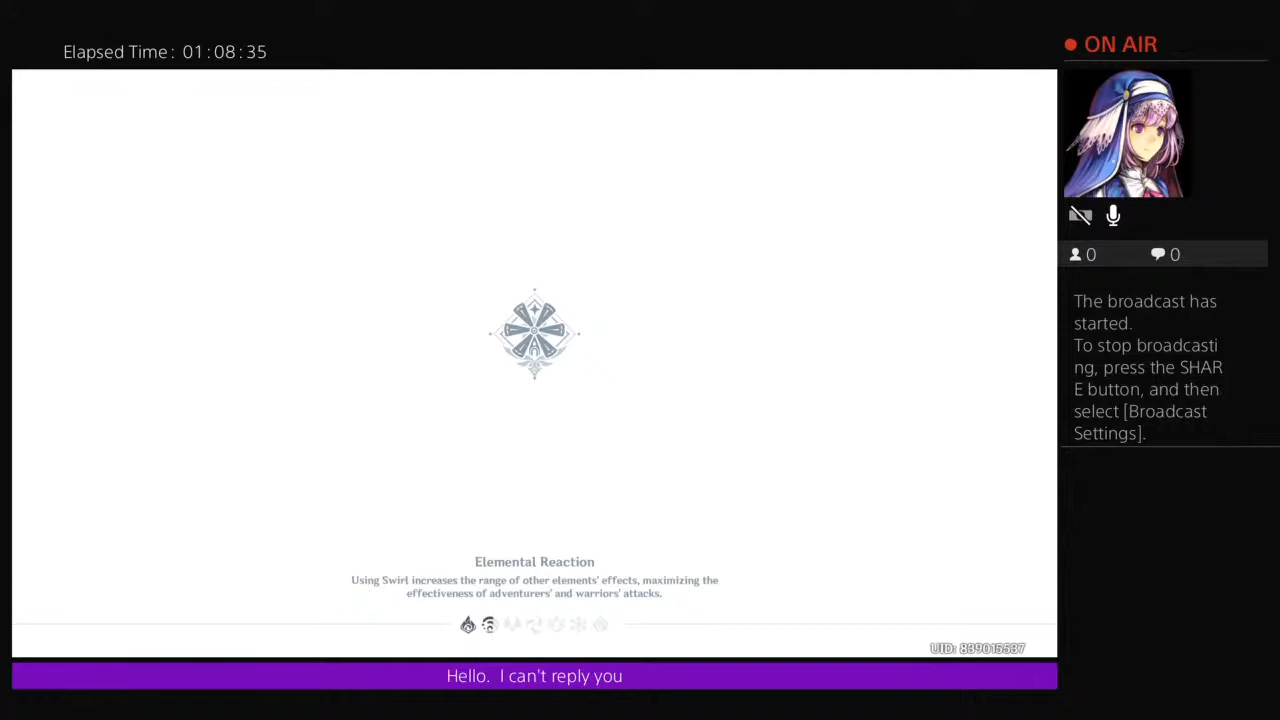 Elapsed Time: 01:08:35
ON AIR
0
0
The broadcast has
started.
To stop broadcasti
ng, press the SHAR
E button, and then
select [Broadcast
Settings].
Elemental Reaction
Using Swirl increases the range of other elements' effects, maximizing the
effectiveness of adventurers' and warriors' attacks.
UID: 839015537
Hello. I can't reply you